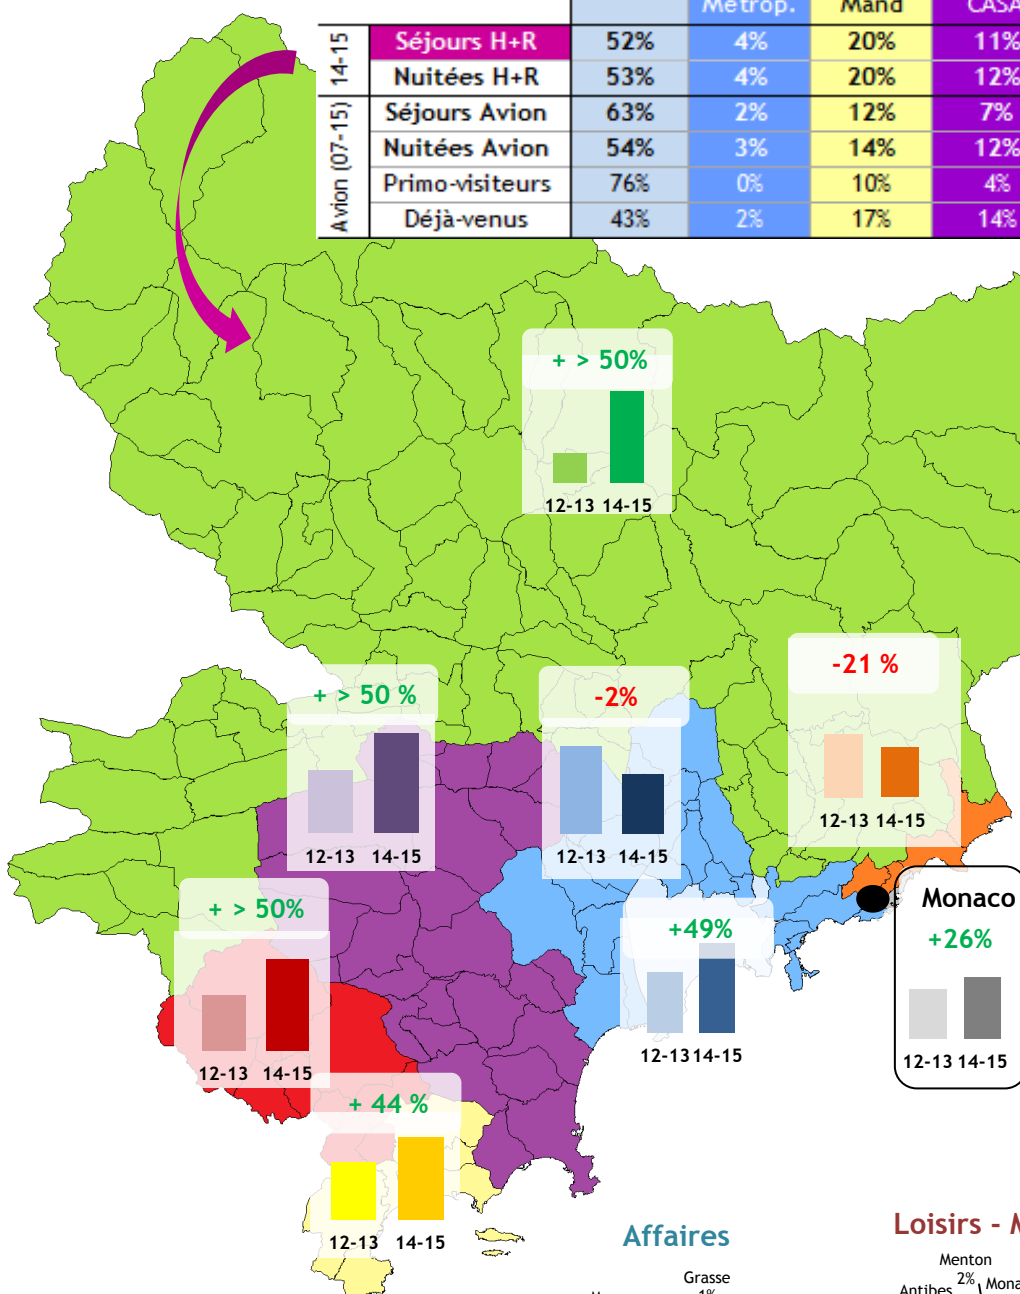 Métrop. Mand CASA
14-15
Séjours H+R 52% 4% 20% 11%
Nuitées H+R 53% 4% 20% 12%
Avion (07-15)
Séjours Avion 63% 2% 12% 7%
Nuitées Avion 54% 3% 14% 12%
Primo-visiteurs 76% 0% 10% 4%
Déjà-venus 43% 2% 17% 14%
+ > 50%
12-13 14-15
-21 %
12-13 14-15
+ > 50 %
12-13 14-15
-2%
12-13 14-15
Monaco
+26%
12-13 14-15
+ > 50%
12-13 14-15
+49%
12-13 14-15
+ 44 %
12-13 14-15
Affaires
Grasse
1%
Loisirs -
Menton
2%
Antibes